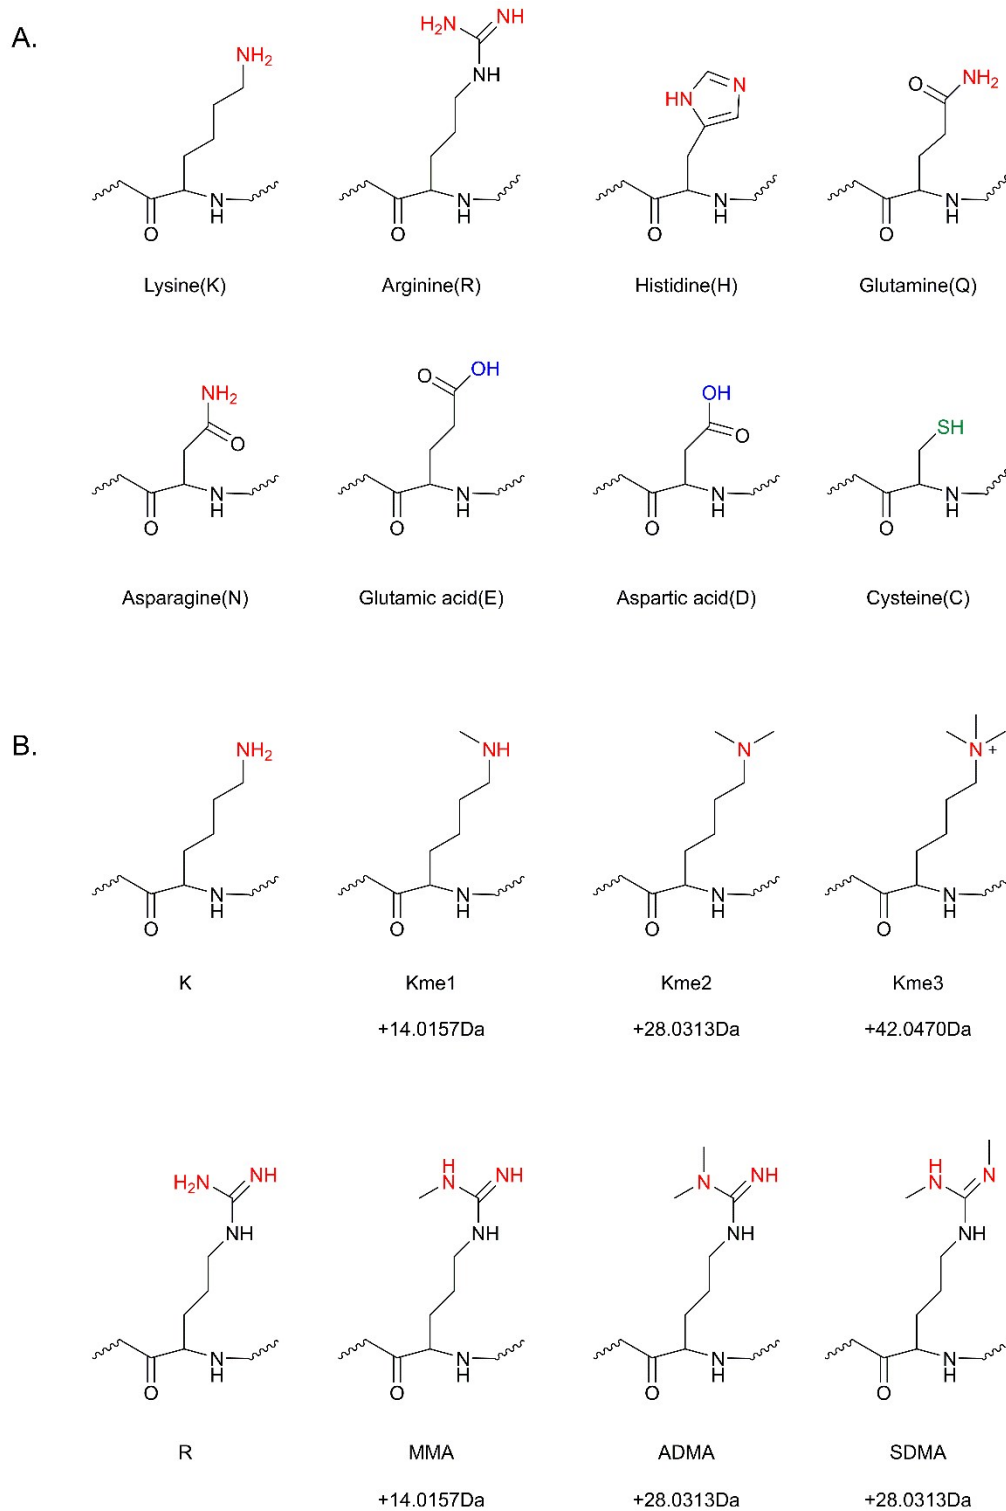 A.
NH₂
H₂N NH
NH
HN N
O NH₂
N
H
O
N
H
O
N
H
O
N
H
O
Lysine(K) Arginine(R) Histidine(H) Glutamine(Q)
NH₂
O
O OH
OH
O
SH
N
H
O
N
H
O
N
H
O
N
H
O
Asparagine(N) Glutamic acid(E) Aspartic acid(D) Cysteine(C)
B.
NH₂ NH N N +
N
H
O
N
H
O
N
H
O
N
H
O
K Kme1 Kme2 Kme3
+14.0157Da +28.0313Da +42.0470Da
H₂N NH
NH
H
N NH
NH
N NH
NH
H
N N
NH
N
H
O
N
H
O
N
H
O
N
H
O
R MMA ADMA SDMA
+14.0157Da +28.0313Da +28.0313Da